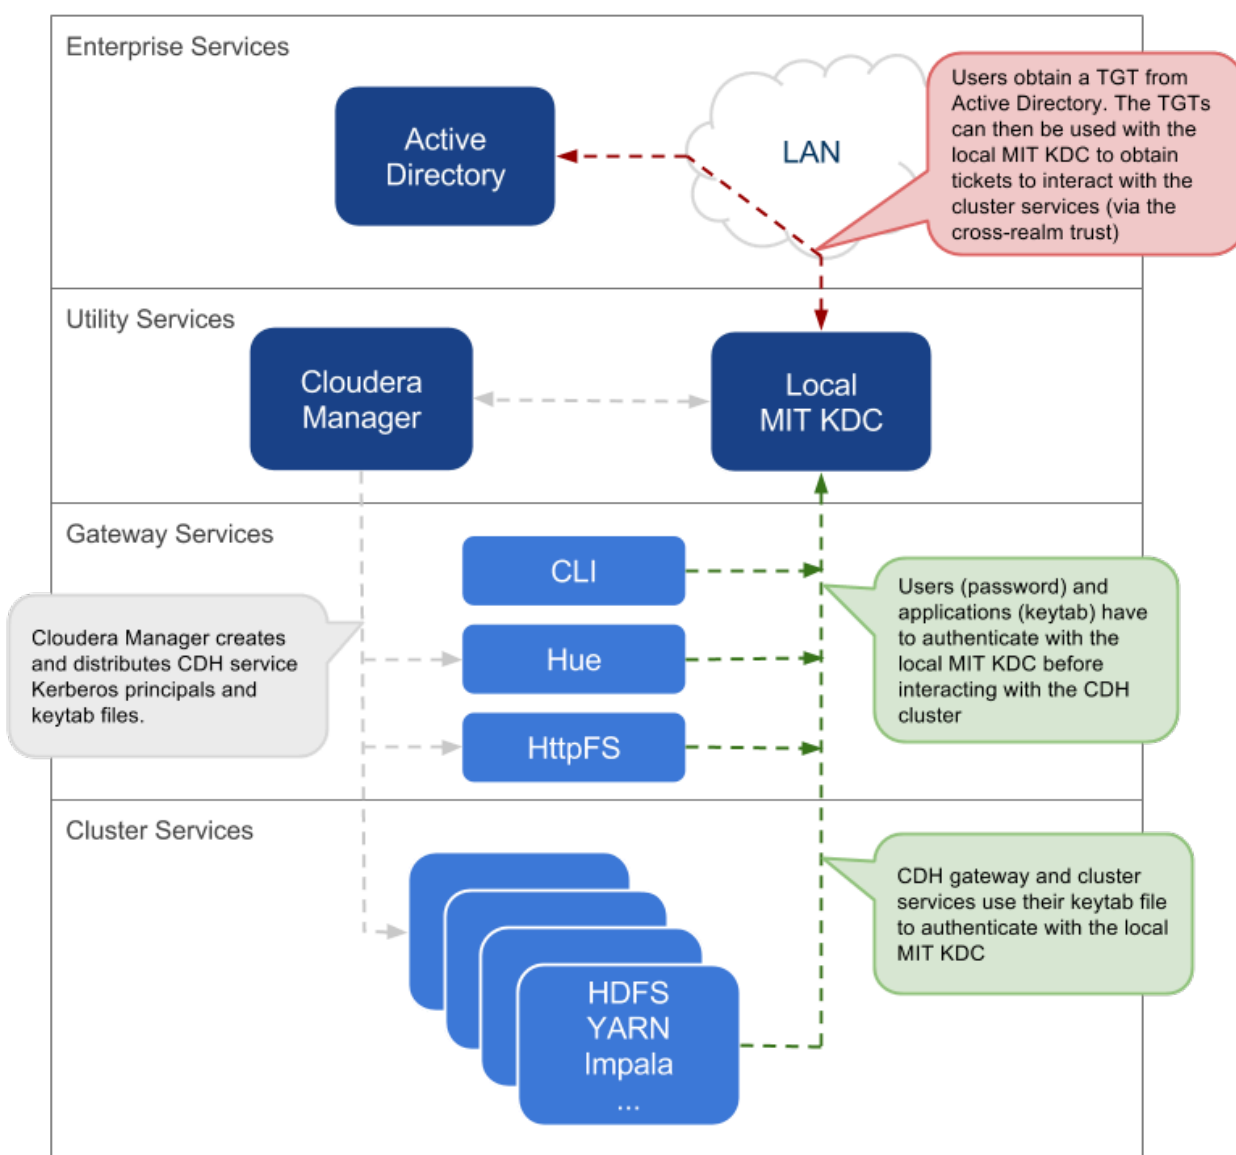 Enterprise Services
Active
Directory
LAN
Users obtain a TGT from
Active Directory. The TGTs
can then be used with the
local MIT KDC to obtain
tickets to interact with the
cluster services (via the
cross-realm trust)
Utility Services
Cloudera
Manager
Local
MIT KDC
Gateway Services
CLI
Hue
HttpFS
Cloudera Manager creates
and distributes CDH service
Kerberos principals and
keytab files.
Users (password) and
applications (keytab) have
to authenticate with the
local MIT KDC before
interacting with the CDH
cluster
Cluster Services
HDFS
YARN
Impala
...
CDH gateway and cluster
services use their keytab file
to authenticate with the local
MIT KDC